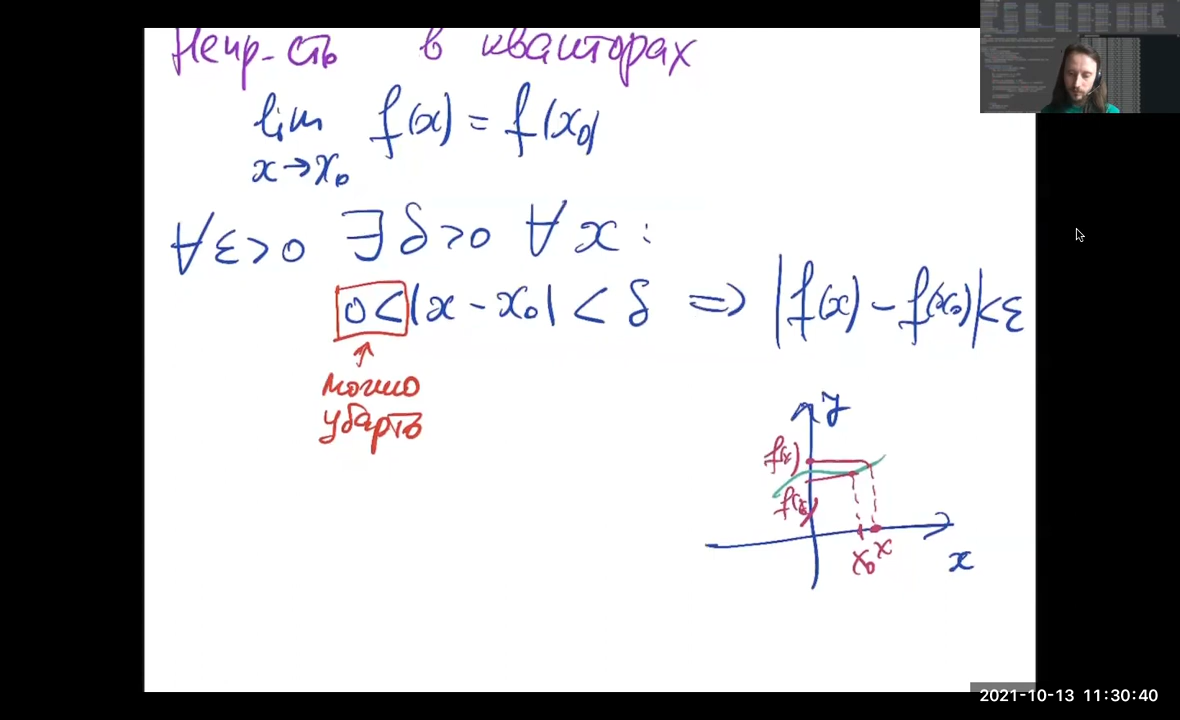 Непр-сть в кванторах
lim f(x) = f(x₀)
x→x₀
∀ε>0 ∃δ>0 ∀x:
0<|x-x₀|<δ ⇒ |f(x)-f(x₀)|<ε
↑
можно
убарть
y
f(x)
f(x₀)
x₀ x
x
2021-10-13 11:30:40